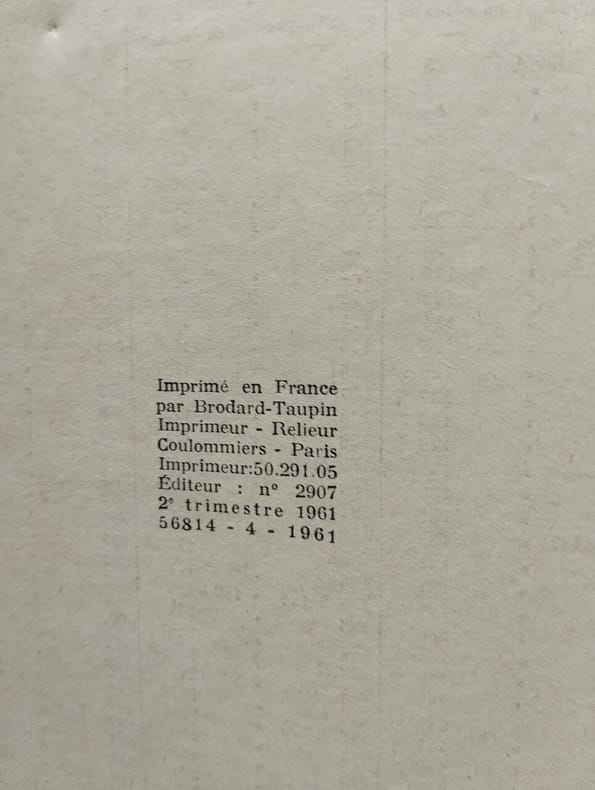 Imprimé en France
par Brodard-Taupin
Imprimeur - Relieur
Coulommiers - Paris
Imprimeur:50.291.05
Éditeur : nº 2907
2e trimestre 1961
56814 - 4 - 1961